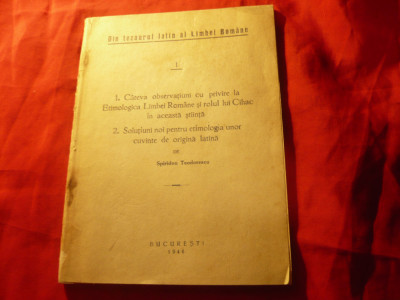 Din tezaurul latin al Limbei Române
I.
1. Câteva observațiuni cu privire la
Etimologica Limbei Române și rolul lui Cihac
în această știință
2. Soluțiuni noi pentru etimologia unor
cuvinte de origină latină
DE
Spiridon Teodorescu
BUCUREȘTI